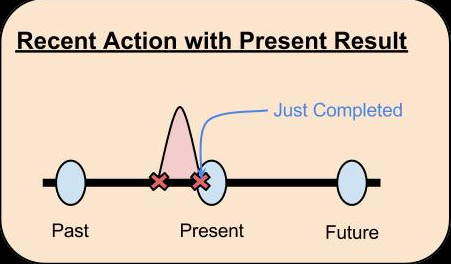 Recent Action with Present Result
Just Completed
Past
Present
Future